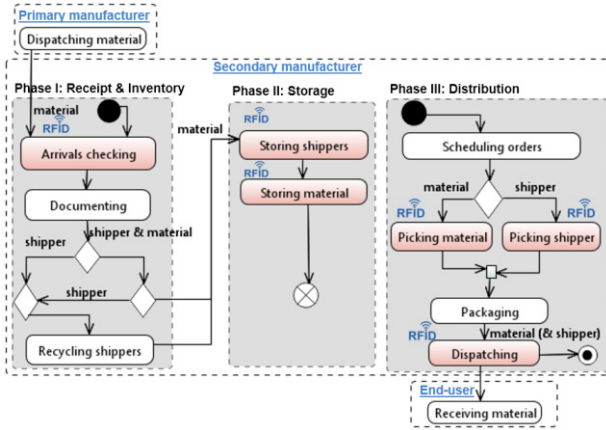 Primary manufacturer
Dispatching material
Secondary manufacturer
Phase I: Receipt & Inventory
material
RFID
Arrivals checking
Documenting
shipper
shipper & material
shipper
Recycling shippers
material
Phase II: Storage
RFID
Storing shippers
RFID
Storing material
Phase III: Distribution
Scheduling orders
material
shipper
RFID
RFID
Picking material
Picking shipper
Packaging
RFID
material (& shipper)
Dispatching
End-user
Receiving material